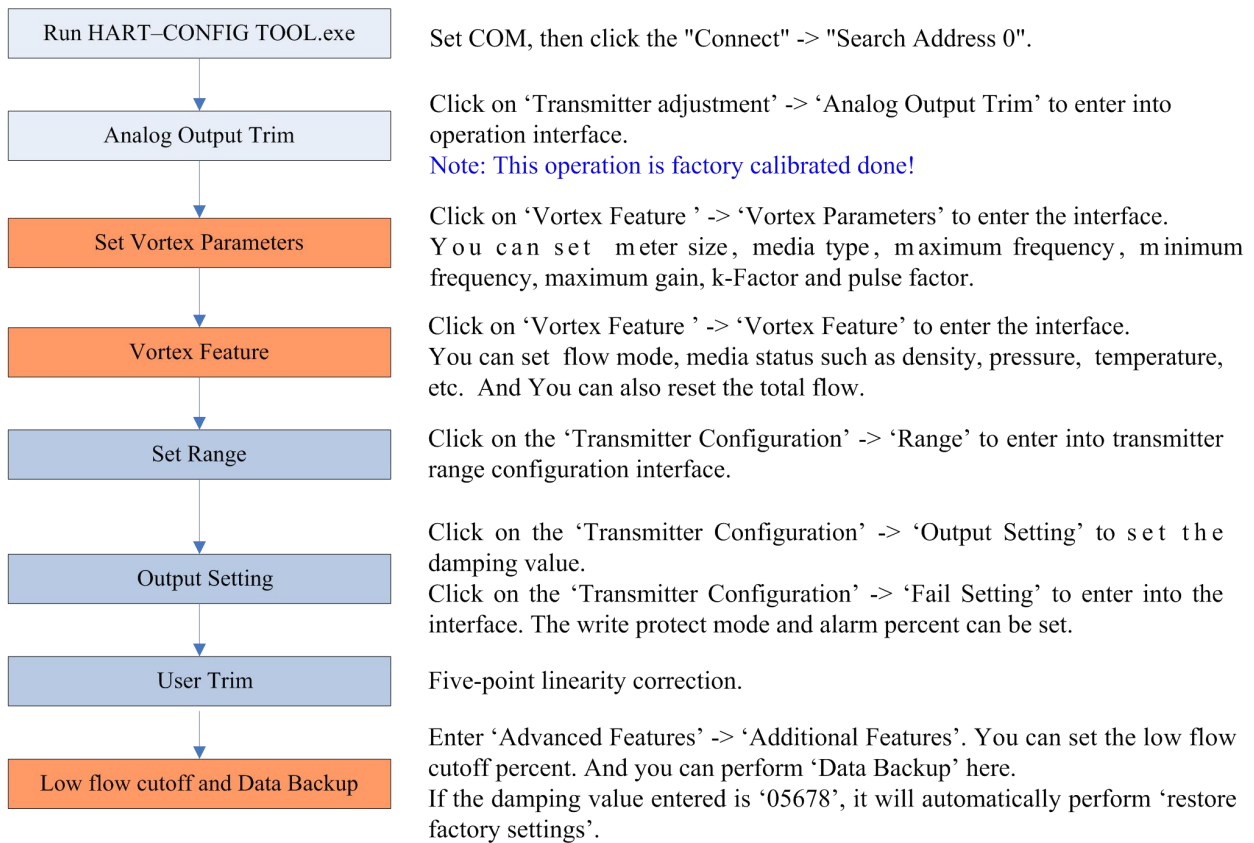 Run HART–CONFIG TOOL.exe
Set COM, then click the "Connect" -> "Search Address 0".
Analog Output Trim
Click on ‘Transmitter adjustment’ -> ‘Analog Output Trim’ to enter into
operation interface.
Note: This operation is factory calibrated done!
Set Vortex Parameters
Click on ‘Vortex Feature ’ -> ‘Vortex Parameters’ to enter the interface.
You can set meter size, media type, maximum frequency, minimum
frequency, maximum gain, k-Factor and pulse factor.
Vortex Feature
Click on ‘Vortex Feature ’ -> ‘Vortex Feature’ to enter the interface.
You can set flow mode, media status such as density, pressure, temperature,
etc. And You can also reset the total flow.
Set Range
Click on the ‘Transmitter Configuration’ -> ‘Range’ to enter into transmitter
range configuration interface.
Output Setting
Click on the ‘Transmitter Configuration’ -> ‘Output Setting’ to set the
damping value.
Click on the ‘Transmitter Configuration’ -> ‘Fail Setting’ to enter into the
interface. The write protect mode and alarm percent can be set.
User Trim
Five-point linearity correction.
Low flow cutoff and Data Backup
Enter ‘Advanced Features’ -> ‘Additional Features’. You can set the low flow
cutoff percent. And you can perform ‘Data Backup’ here.
If the damping value entered is ‘05678’, it will automatically perform ‘restore
factory settings’.